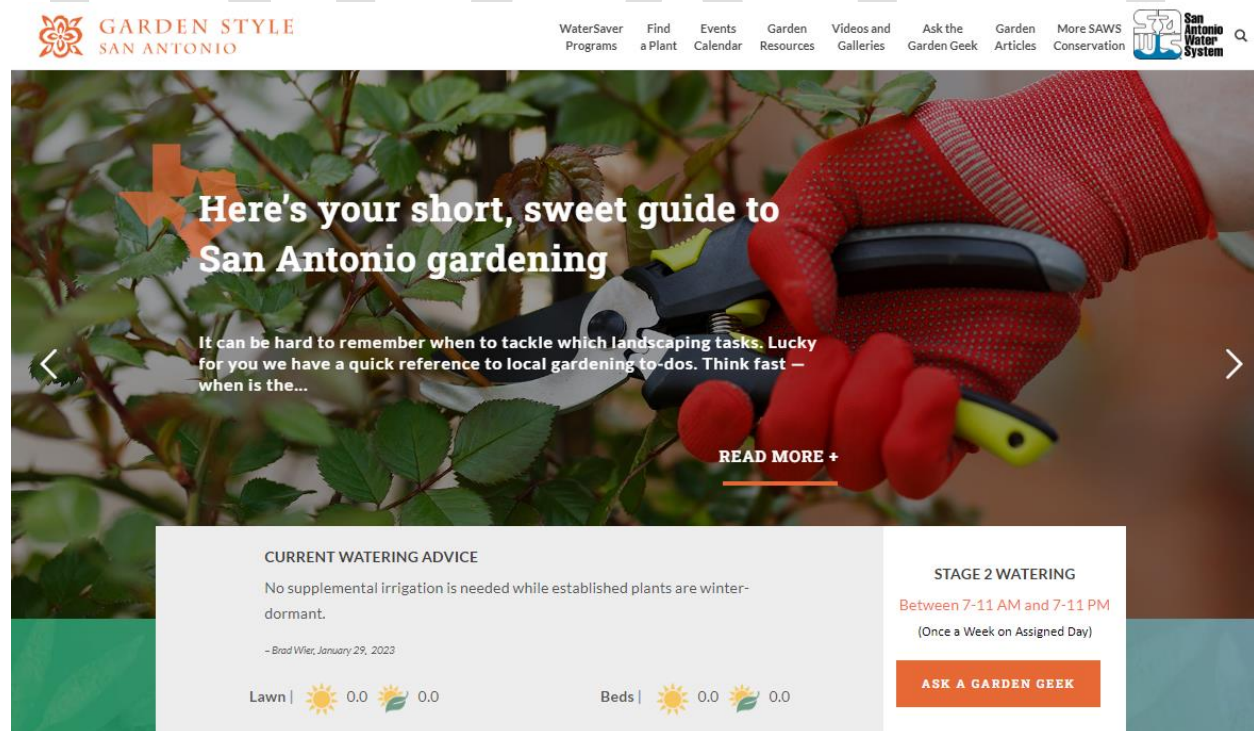 GARDEN STYLE
SAN ANTONIO
WaterSaver Programs
Find a Plant
Events Calendar
Garden Resources
Videos and Galleries
Ask the Garden Geek
Garden Articles
More SAWS Conservation
SAWS
San
Antonio
Water
System
Here's your short, sweet guide to
San Antonio gardening
It can be hard to remember when to tackle which landscaping tasks. Lucky
for you we have a quick reference to local gardening to-dos. Think fast —
when is the...
READ MORE +
CURRENT WATERING ADVICE
No supplemental irrigation is needed while established plants are winter-
dormant.
– Brad Wier, January 29, 2023
Lawn | 0.0 0.0
Beds | 0.0 0.0
STAGE 2 WATERING
Between 7-11 AM and 7-11 PM
(Once a Week on Assigned Day)
ASK A GARDEN GEEK